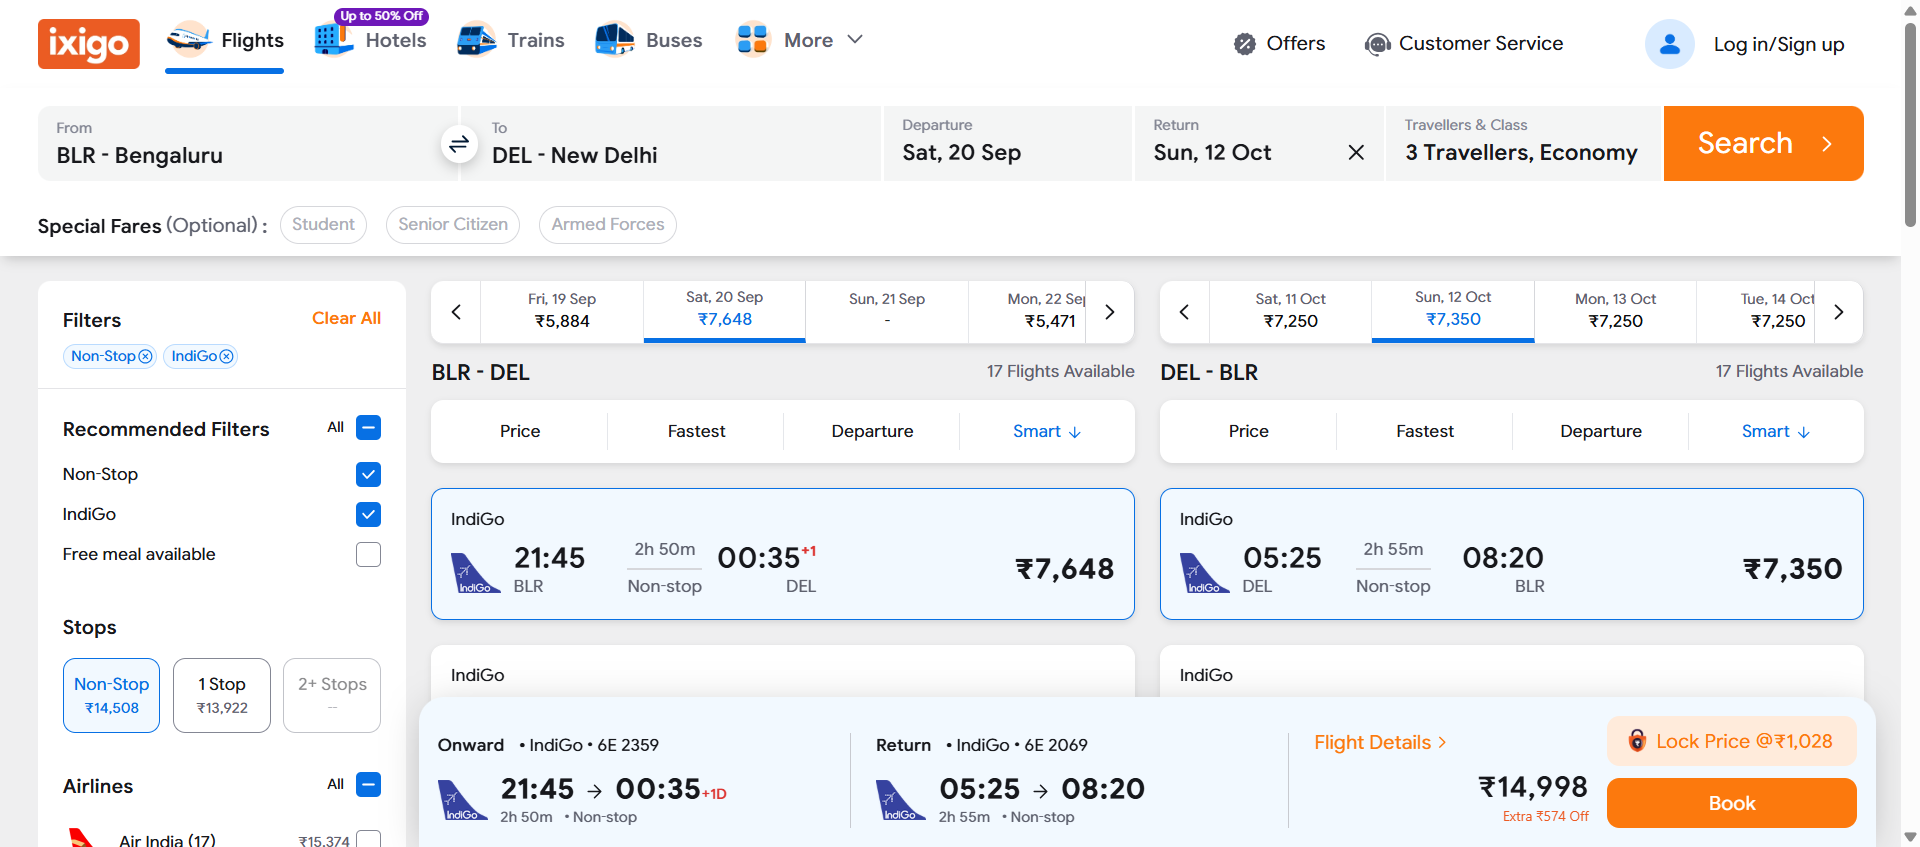 ixigo
Flights
Up to 50% Off
Hotels
Trains
Buses
More
Offers
Customer Service
Log in/Sign up
From
BLR - Bengaluru
To
DEL - New Delhi
Departure
Sat, 20 Sep
Return
Sun, 12 Oct
Travellers & Class
3 Travellers, Economy
Search
Special Fares (Optional) :
Student
Senior Citizen
Armed Forces
Filters
Clear All
Non-Stop
IndiGo
Recommended Filters
All
Non-Stop
IndiGo
Free meal available
Stops
Non-Stop
₹14,508
1 Stop
₹13,922
2+ Stops
--
Airlines
All
Air India (17)
₹15,374
Fri, 19 Sep
₹5,884
Sat, 20 Sep
₹7,648
Sun, 21 Sep
-
Mon, 22 Sep
₹5,471
BLR - DEL
17 Flights Available
Price
Fastest
Departure
Smart
IndiGo
IndiGo
21:45
BLR
2h 50m
Non-stop
00:35+1
DEL
₹7,648
IndiGo
Sat, 11 Oct
₹7,250
Sun, 12 Oct
₹7,350
Mon, 13 Oct
₹7,250
Tue, 14 Oct
₹7,250
DEL - BLR
17 Flights Available
Price
Fastest
Departure
Smart
IndiGo
IndiGo
05:25
DEL
2h 55m
Non-stop
08:20
BLR
₹7,350
IndiGo
Onward • IndiGo • 6E 2359
IndiGo
21:45 → 00:35+1D
2h 50m • Non-stop
Return • IndiGo • 6E 2069
IndiGo
05:25 → 08:20
2h 55m • Non-stop
Flight Details
₹14,998
Extra ₹574 Off
Lock Price @₹1,028
Book